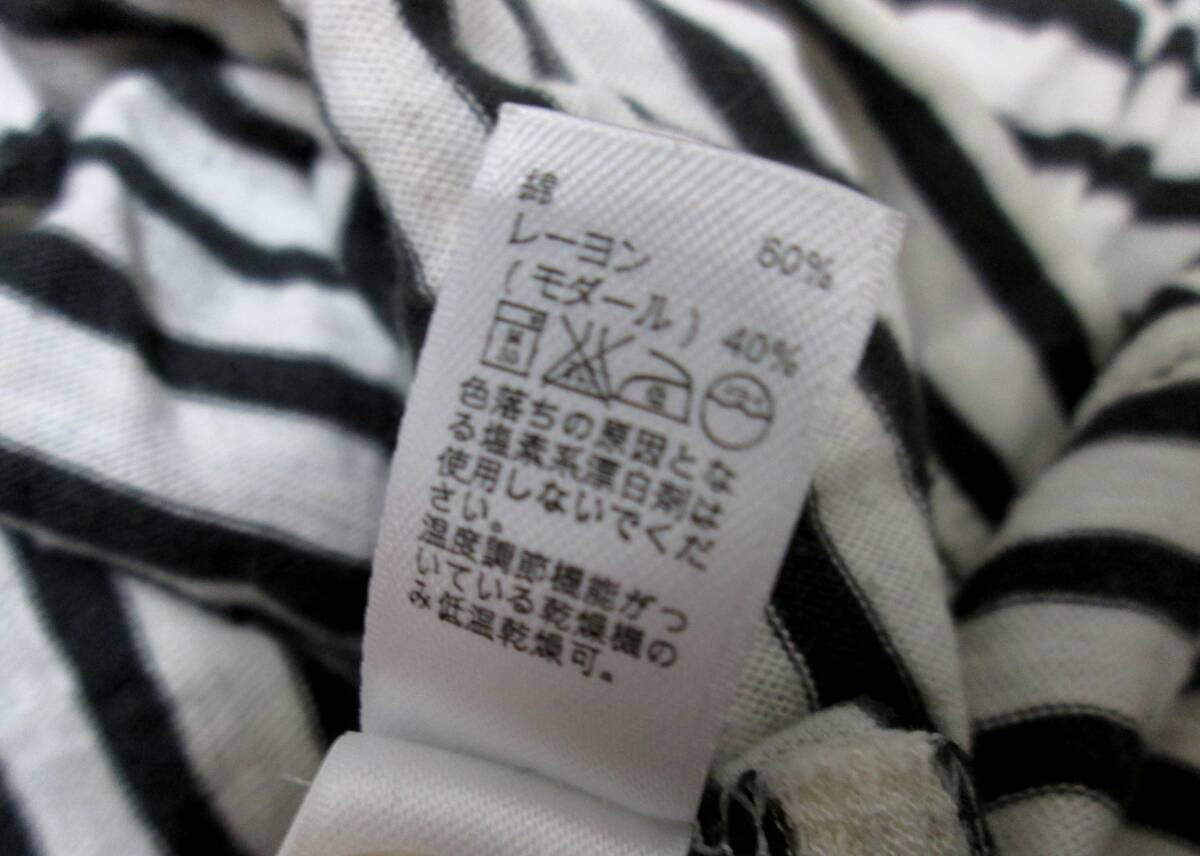 綿 60%
レーヨン
(モダール) 40%
色落ちの原因とな
る塩素系漂白剤は
使用しないでくだ
さい。
温度調節機能がつ
いている乾燥機の
み低温乾燥可。